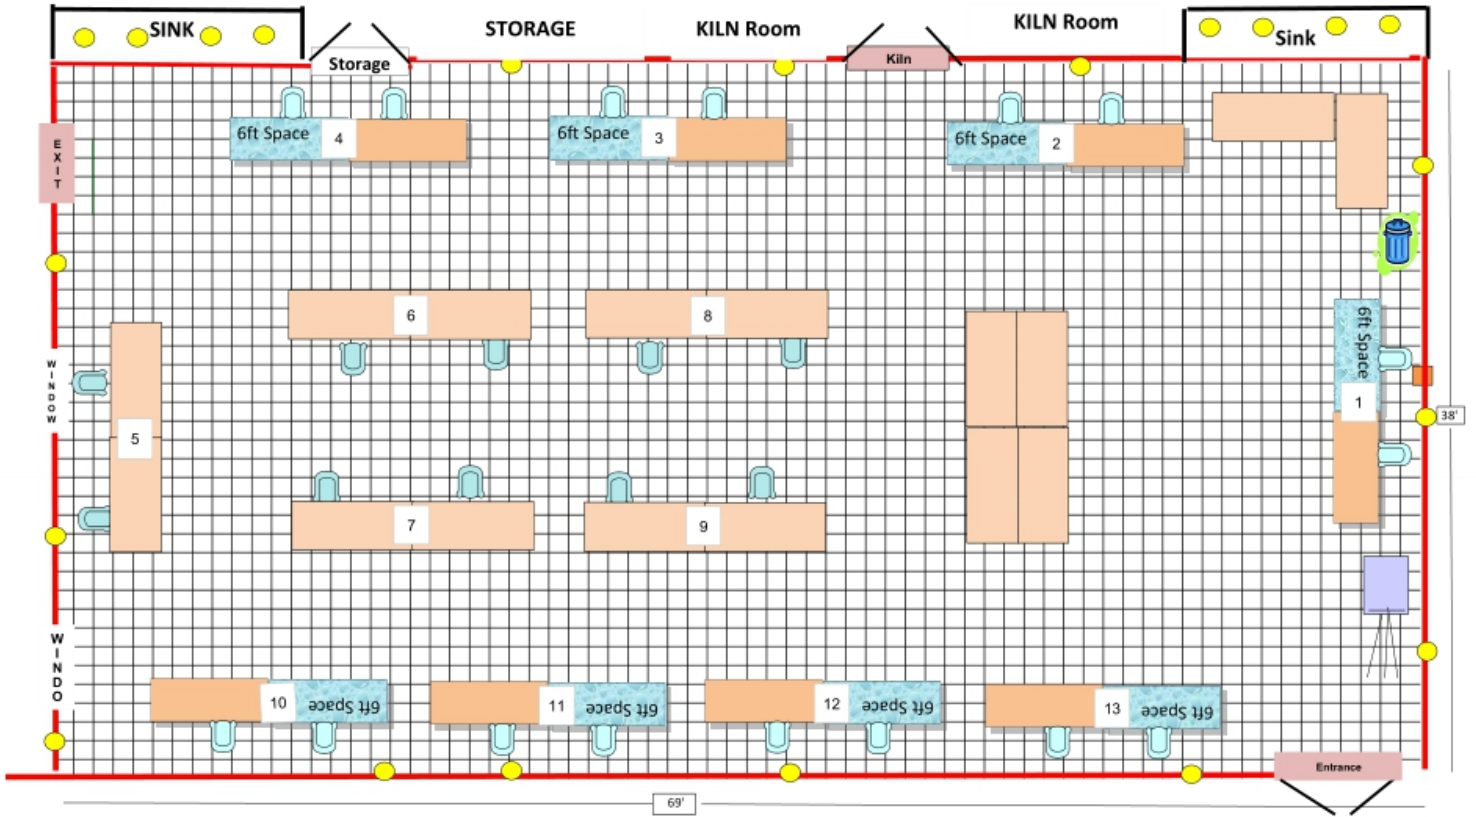 SINK
STORAGE
KILN Room
KILN Room
Sink
Storage
Kiln
EXIT
6ft Space
4
6ft Space
3
6ft Space
2
6
8
6ft Space
1
WINDOW
38'
5
7
9
WINDO
10
6ft Space
11
6ft Space
12
6ft Space
13
6ft Space
Entrance
69'